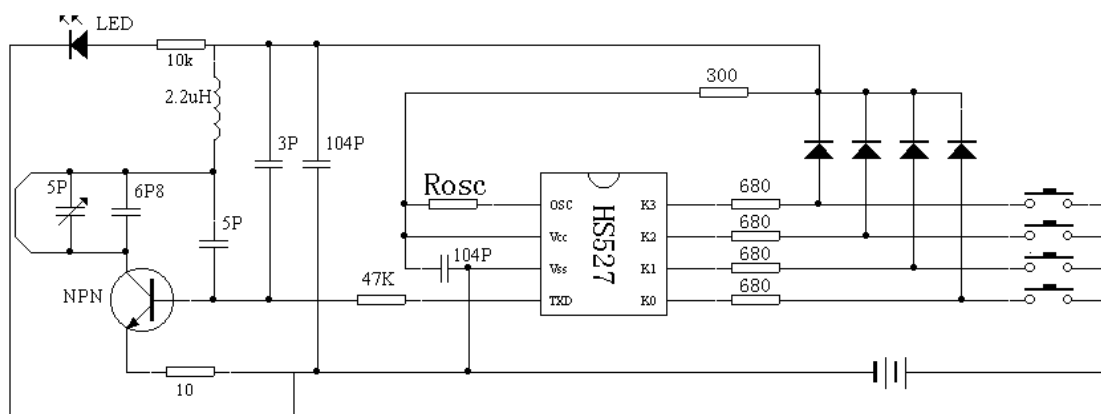 LED
10k
2.2uH
300
3P
104P
5P
6P8
5P
Rosc
HS527
OSC
Vcc
Vss
TXD
K3
K2
K1
K0
680
680
680
680
104P
47K
NPN
10